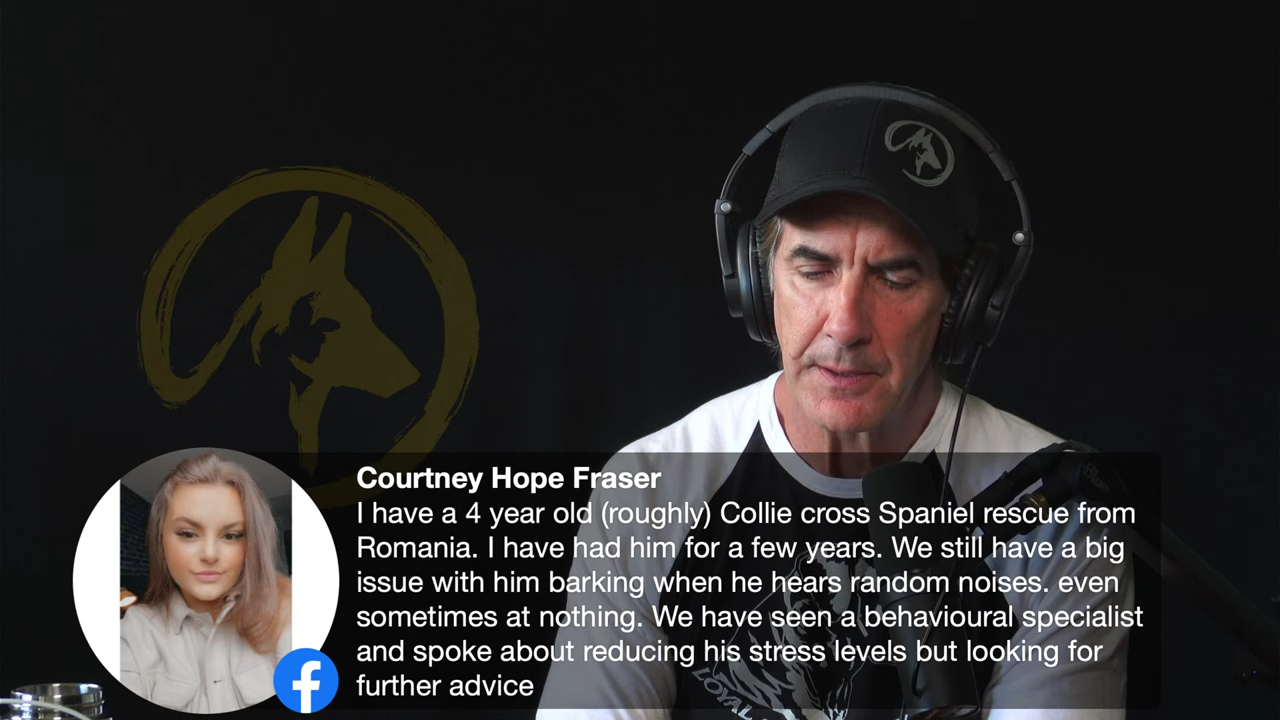 Courtney Hope Fraser
I have a 4 year old (roughly) Collie cross Spaniel rescue from
Romania. I have had him for a few years. We still have a big
issue with him barking when he hears random noises. even
sometimes at nothing. We have seen a behavioural specialist
and spoke about reducing his stress levels but looking for
further advice
LOYAL